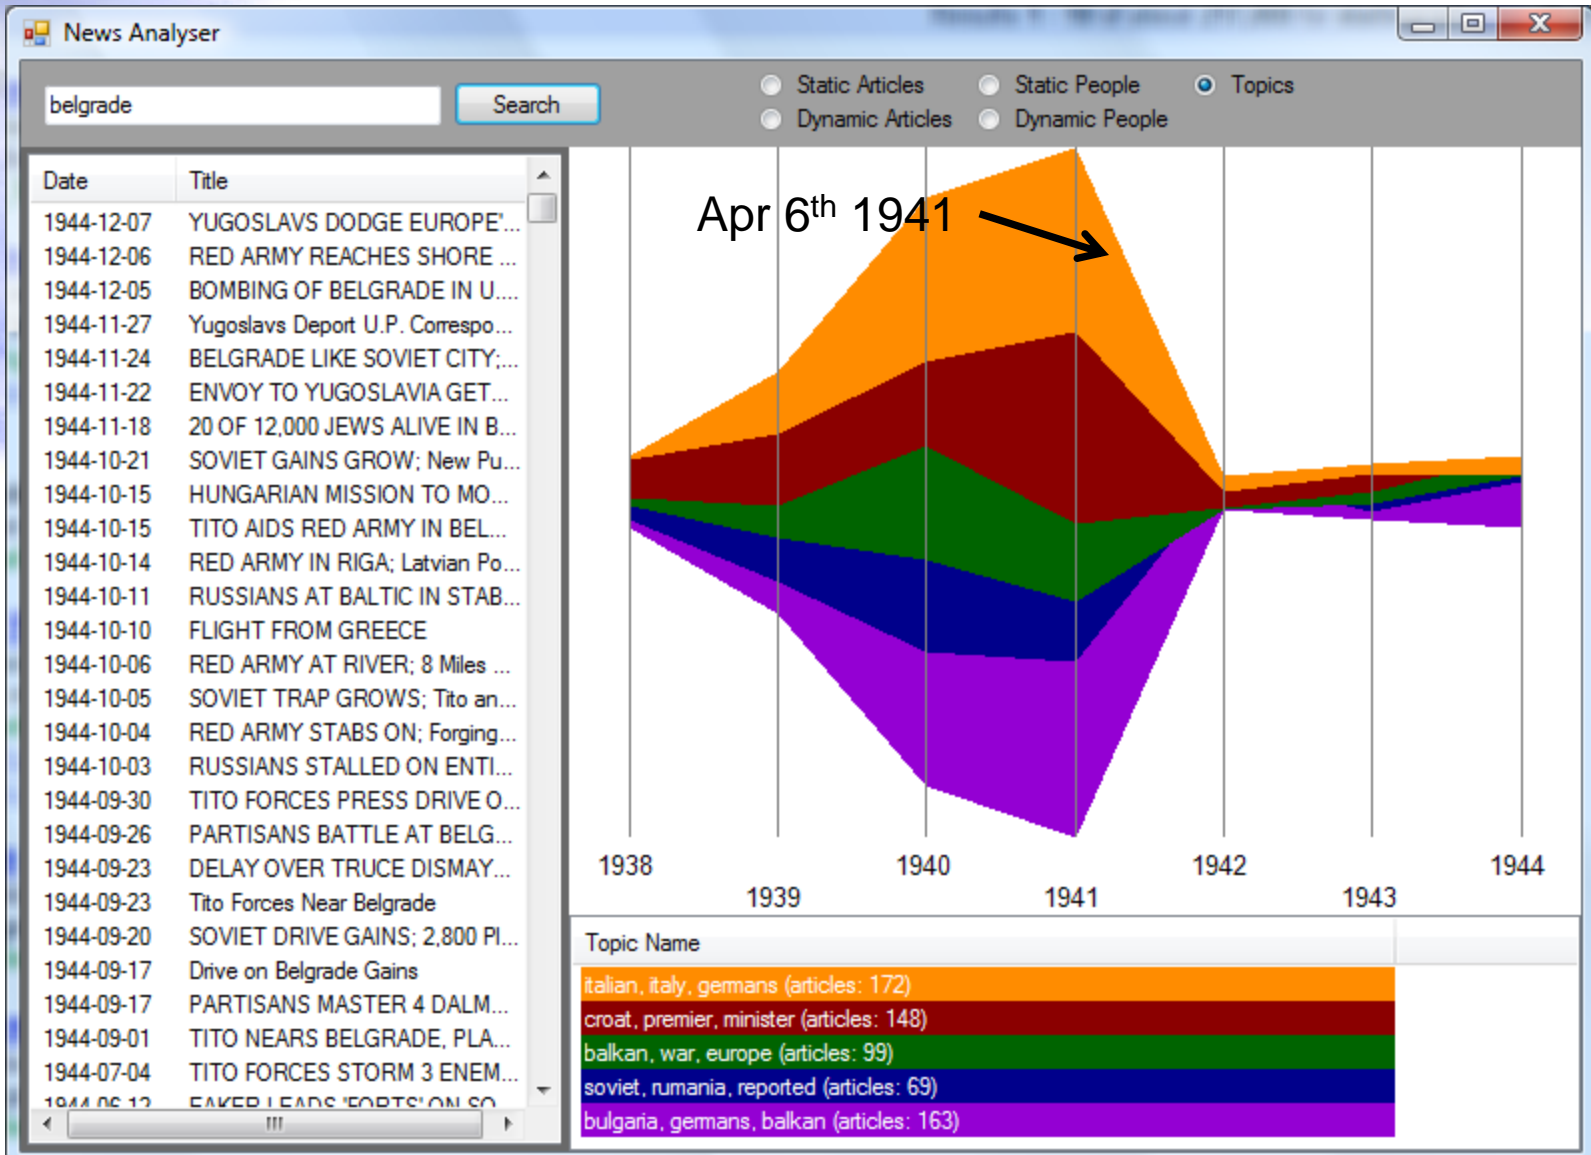 News Analyser
belgrade
Search
Static Articles
Static People
Topics
Dynamic Articles
Dynamic People
Date Title
1944-12-07 YUGOSLAVS DODGE EUROPE'...
1944-12-06 RED ARMY REACHES SHORE ...
1944-12-05 BOMBING OF BELGRADE IN U....
1944-11-27 Yugoslavs Deport U.P. Correspo...
1944-11-24 BELGRADE LIKE SOVIET CITY;...
1944-11-22 ENVOY TO YUGOSLAVIA GET...
1944-11-18 20 OF 12,000 JEWS ALIVE IN B...
1944-10-21 SOVIET GAINS GROW; New Pu...
1944-10-15 HUNGARIAN MISSION TO MO...
1944-10-15 TITO AIDS RED ARMY IN BEL...
1944-10-14 RED ARMY IN RIGA; Latvian Po...
1944-10-11 RUSSIANS AT BALTIC IN STAB...
1944-10-10 FLIGHT FROM GREECE
1944-10-06 RED ARMY AT RIVER; 8 Miles ...
1944-10-05 SOVIET TRAP GROWS; Tito an...
1944-10-04 RED ARMY STABS ON; Forging...
1944-10-03 RUSSIANS STALLED ON ENTI...
1944-09-30 TITO FORCES PRESS DRIVE O...
1944-09-26 PARTISANS BATTLE AT BELG...
1944-09-23 DELAY OVER TRUCE DISMAY...
1944-09-23 Tito Forces Near Belgrade
1944-09-20 SOVIET DRIVE GAINS; 2,800 Pl...
1944-09-17 Drive on Belgrade Gains
1944-09-17 PARTISANS MASTER 4 DALM...
1944-09-01 TITO NEARS BELGRADE, PLA...
1944-07-04 TITO FORCES STORM 3 ENEM...
1944-06-12 EAKER LEADS 'FORTS' ON SO...
Apr 6th 1941
1938 1940 1942 1944
1939 1941 1943
Topic Name
italian, italy, germans (articles: 172)
croat, premier, minister (articles: 148)
balkan, war, europe (articles: 99)
soviet, rumania, reported (articles: 69)
bulgaria, germans, balkan (articles: 163)